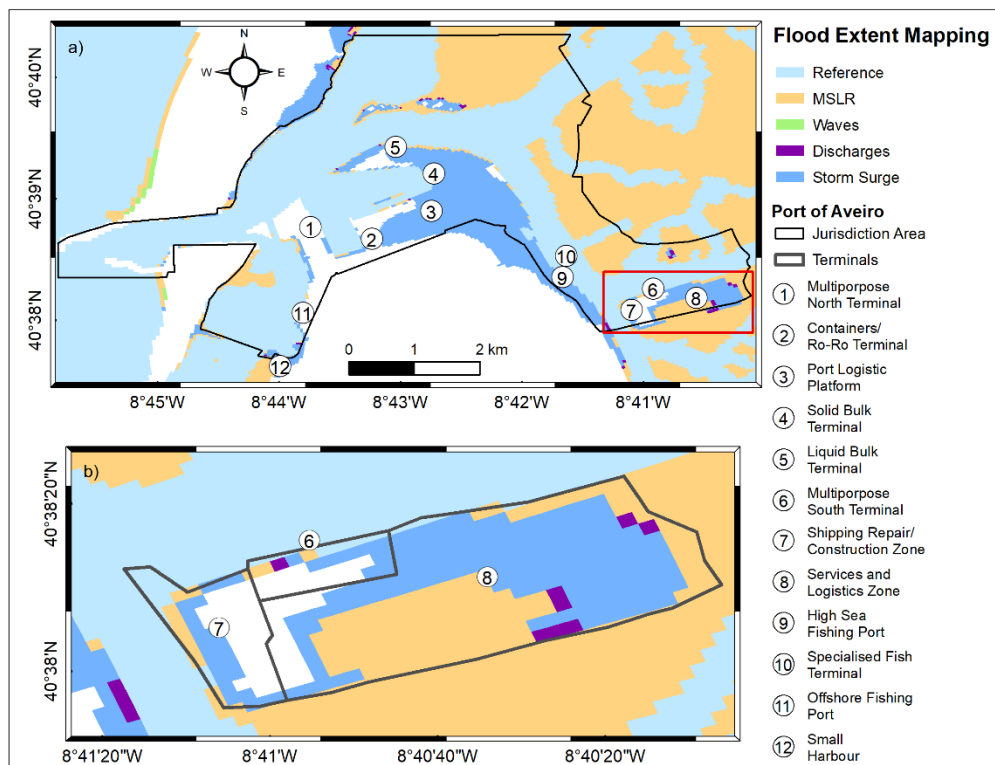 a)
N
W
E
S
40°40'N
40°39'N
40°38'N
1
2
3
4
5
6
7
8
9
10
11
12
0
1
2 km
8°45'W
8°44'W
8°43'W
8°42'W
8°41'W
b)
40°38'20"N
40°38'N
6
7
8
8°41'20"W
8°41'W
8°40'40"W
8°40'20"W
Flood Extent Mapping
Reference
MSLR
Waves
Discharges
Storm Surge
Port of Aveiro
Jurisdiction Area
Terminals
1 Multiporpose
North Terminal
2 Containers/
Ro-Ro Terminal
3 Port Logistic
Platform
4 Solid Bulk
Terminal
5 Liquid Bulk
Terminal
6 Multiporpose
South Terminal
7 Shipping Repair/
Construction Zone
8 Services and
Logistics Zone
9 High Sea
Fishing Port
10 Specialised Fish
Terminal
11 Offshore Fishing
Port
12 Small
Harbour